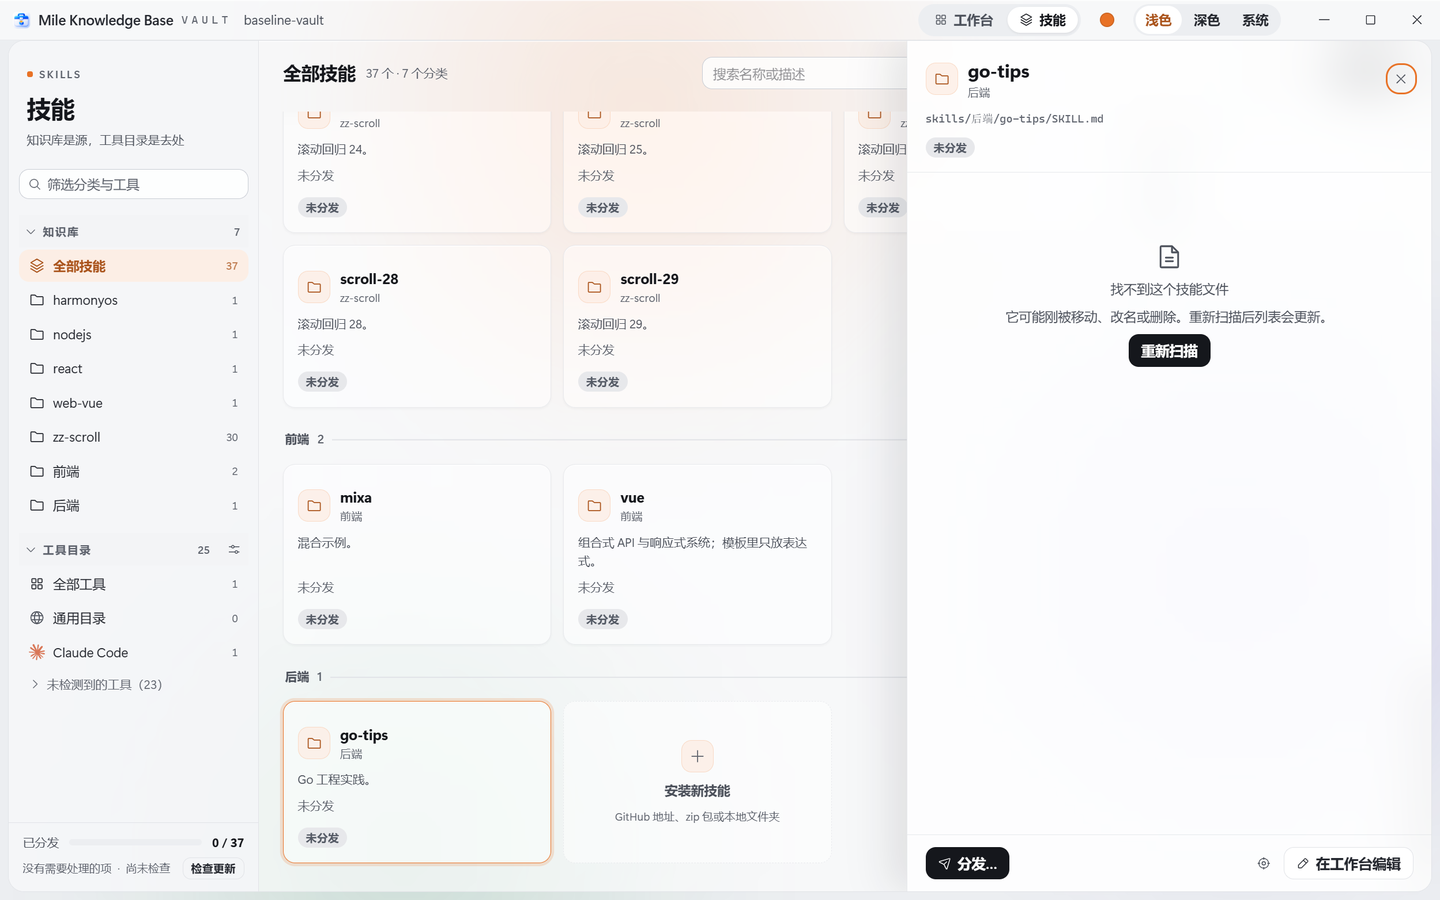 Mile Knowledge Base VAULT baseline-vault
工作台 技能 浅色 深色 系统
SKILLS
技能
知识库是源，工具目录是去处
筛选分类与工具
知识库 7
全部技能 37
harmonyos 1
nodejs 1
react 1
web-vue 1
zz-scroll 30
前端 2
后端 1
工具目录 25
全部工具 1
通用目录 0
Claude Code 1
未检测到的工具（23）
已分发 0 / 37
没有需要处理的项 · 尚未检查 检查更新
全部技能 37 个 · 7 个分类
搜索名称或描述
zz-scroll
滚动回归 24。
未分发
未分发
zz-scroll
滚动回归 25。
未分发
未分发
滚动回归
未分发
未分发
scroll-28
zz-scroll
滚动回归 28。
未分发
未分发
scroll-29
zz-scroll
滚动回归 29。
未分发
未分发
前端 2
mixa
前端
混合示例。
未分发
未分发
vue
前端
组合式 API 与响应式系统；模板里只放表达
式。
未分发
未分发
后端 1
go-tips
后端
Go 工程实践。
未分发
未分发
安装新技能
GitHub 地址、zip 包或本地文件夹
go-tips
后端
skills/后端/go-tips/SKILL.md
未分发
找不到这个技能文件
它可能刚被移动、改名或删除。重新扫描后列表会更新。
重新扫描
分发...
在工作台编辑